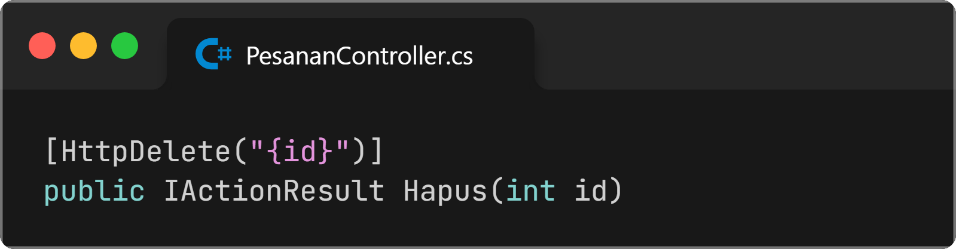 PesananController.cs
[HttpDelete("{id}")]
public IActionResult Hapus(int id)